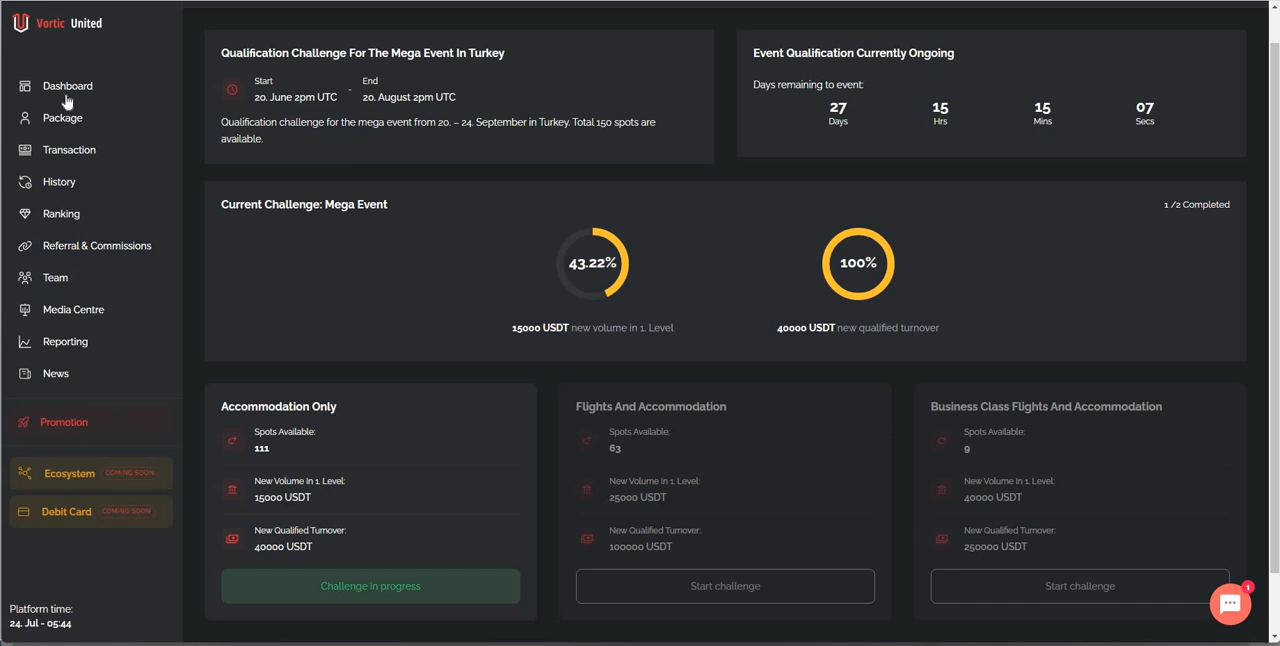 Vortic United
Dashboard
Package
Transaction
History
Ranking
Referral & Commissions
Team
Media Centre
Reporting
News
Promotion
Ecosystem COMING SOON
Debit Card COMING SOON
Platform time:
24. Jul - 05:44
Qualification Challenge For The Mega Event In Turkey
Start
20. June 2pm UTC
-
End
20. August 2pm UTC
Qualification challenge for the mega event from 20. – 24. September in Turkey. Total 150 spots are
available.
Event Qualification Currently Ongoing
Days remaining to event:
27 15 15 07
Days Hrs Mins Secs
Current Challenge: Mega Event
1 /2 Completed
43.22%
15000 USDT new volume in 1. Level
100%
40000 USDT new qualified turnover
Accommodation Only
Spots Available:
111
New Volume In 1. Level:
15000 USDT
New Qualified Turnover:
40000 USDT
Challenge in progress
Flights And Accommodation
Spots Available:
63
New Volume In 1. Level:
25000 USDT
New Qualified Turnover:
100000 USDT
Start challenge
Business Class Flights And Accommodation
Spots Available:
9
New Volume In 1. Level:
40000 USDT
New Qualified Turnover:
250000 USDT
Start challenge
1